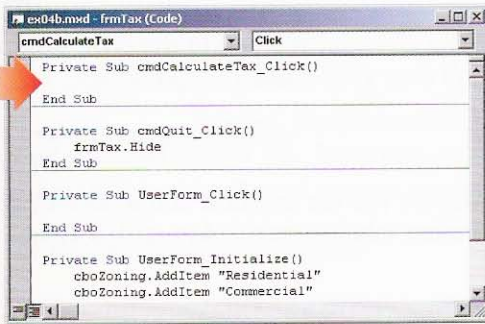 ex04b.mxd - frmTax (Code)
cmdCalculateTax Click
Private Sub cmdCalculateTax_Click()
End Sub
Private Sub cmdQuit_Click()
frmTax.Hide
End Sub
Private Sub UserForm_Click()
End Sub
Private Sub UserForm_Initialize()
cboZoning.AddItem "Residential"
cboZoning.AddItem "Commercial"